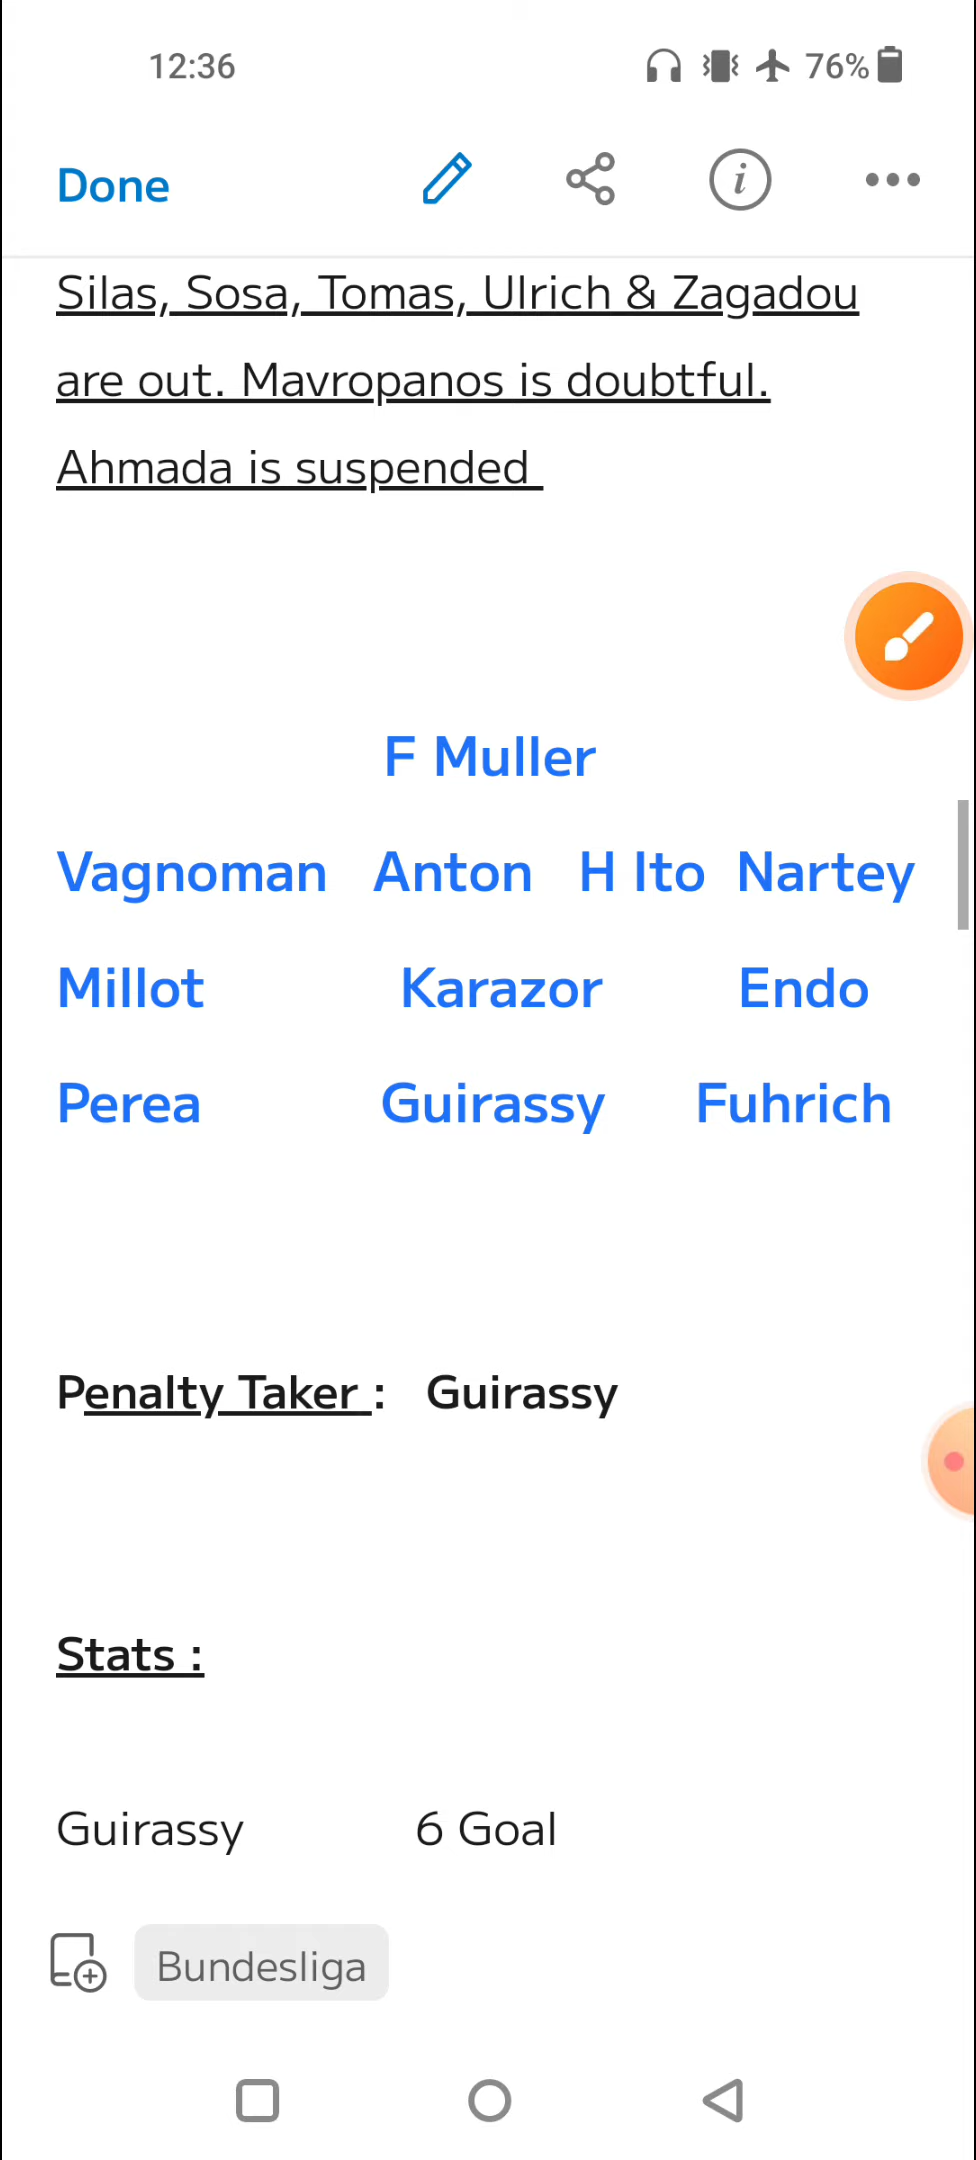 12:36 76%
Done
Silas, Sosa, Tomas, Ulrich & Zagadou
are out. Mavropanos is doubtful.
Ahmada is suspended
F Muller
Vagnoman Anton H Ito Nartey
Millot Karazor Endo
Perea Guirassy Fuhrich
Penalty Taker : Guirassy
Stats :
Guirassy 6 Goal
Bundesliga